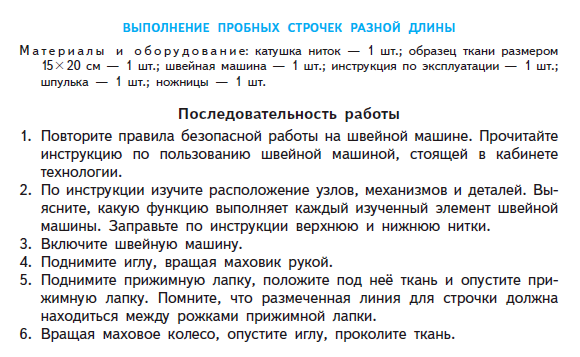 ВЫПОЛНЕНИЕ ПРОБНЫХ СТРОЧЕК РАЗНОЙ ДЛИНЫ
Материалы и оборудование: катушка ниток — 1 шт.; образец ткани размером
15×20 см — 1 шт.; швейная машина — 1 шт.; инструкция по эксплуатации — 1 шт.;
шпулька — 1 шт.; ножницы — 1 шт.
Последовательность работы
1. Повторите правила безопасной работы на швейной машине. Прочитайте
инструкцию по пользованию швейной машиной, стоящей в кабинете
технологии.
2. По инструкции изучите расположение узлов, механизмов и деталей. Вы-
ясните, какую функцию выполняет каждый изученный элемент швейной
машины. Заправьте по инструкции верхнюю и нижнюю нитки.
3. Включите швейную машину.
4. Поднимите иглу, вращая маховик рукой.
5. Поднимите прижимную лапку, положите под неё ткань и опустите при-
жимную лапку. Помните, что размеченная линия для строчки должна
находиться между рожками прижимной лапки.
6. Вращая маховое колесо, опустите иглу, проколите ткань.